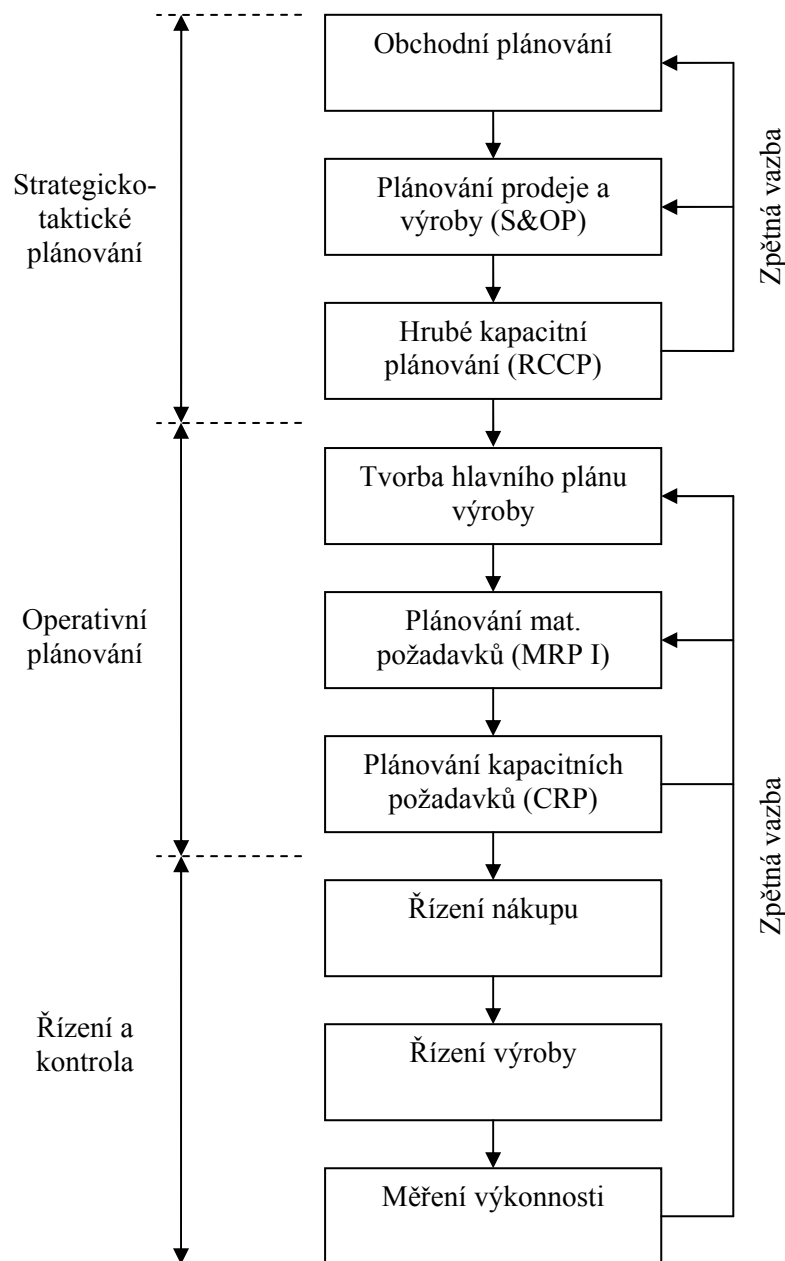 Obchodní plánování
Strategicko-
taktické
plánování
Plánování prodeje a
výroby (S&OP)
Zpětná vazba
Hrubé kapacitní
plánování (RCCP)
Tvorba hlavního plánu
výroby
Operativní
plánování
Plánování mat.
požadavků (MRP I)
Plánování kapacitních
požadavků (CRP)
Zpětná vazba
Řízení nákupu
Řízení a
kontrola
Řízení výroby
Měření výkonnosti